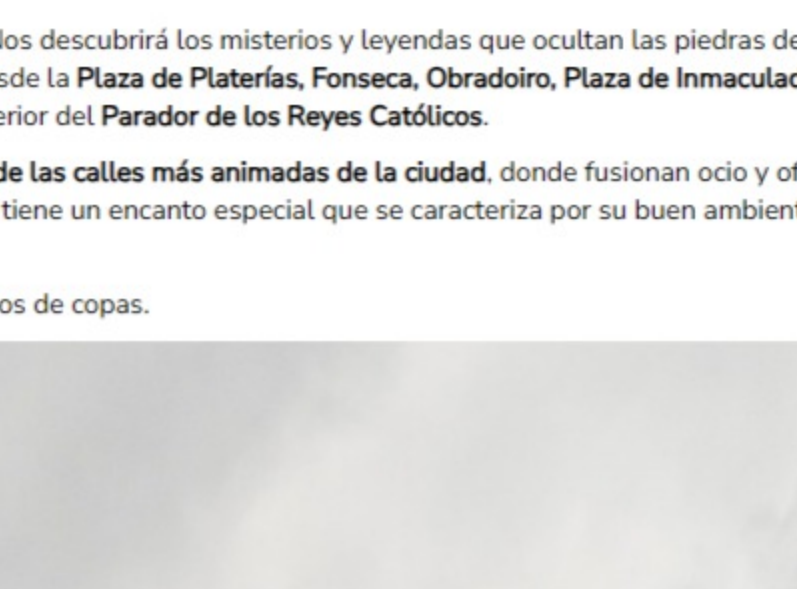 Nos descubrirá los misterios y leyendas que ocultan las piedras de
sde la Plaza de Platerías, Fonseca, Obradoiro, Plaza de Inmaculad
erior del Parador de los Reyes Católicos.
de las calles más animadas de la ciudad, donde fusionan ocio y of
tiene un encanto especial que se caracteriza por su buen ambient
os de copas.